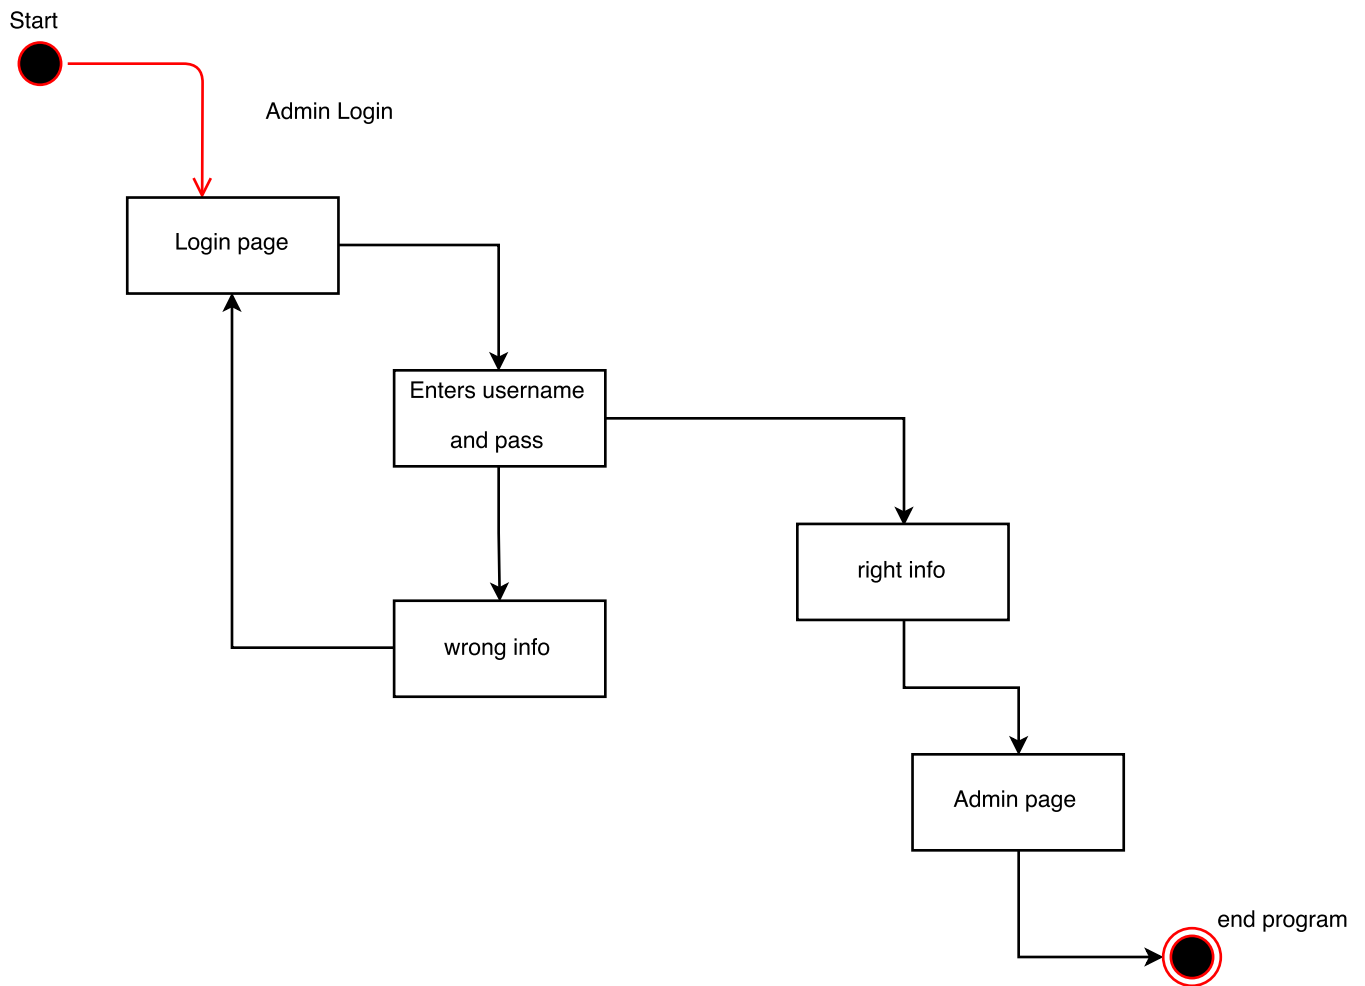 Start
Admin Login
Login page
Enters username
and pass
right info
wrong info
Admin page
end program